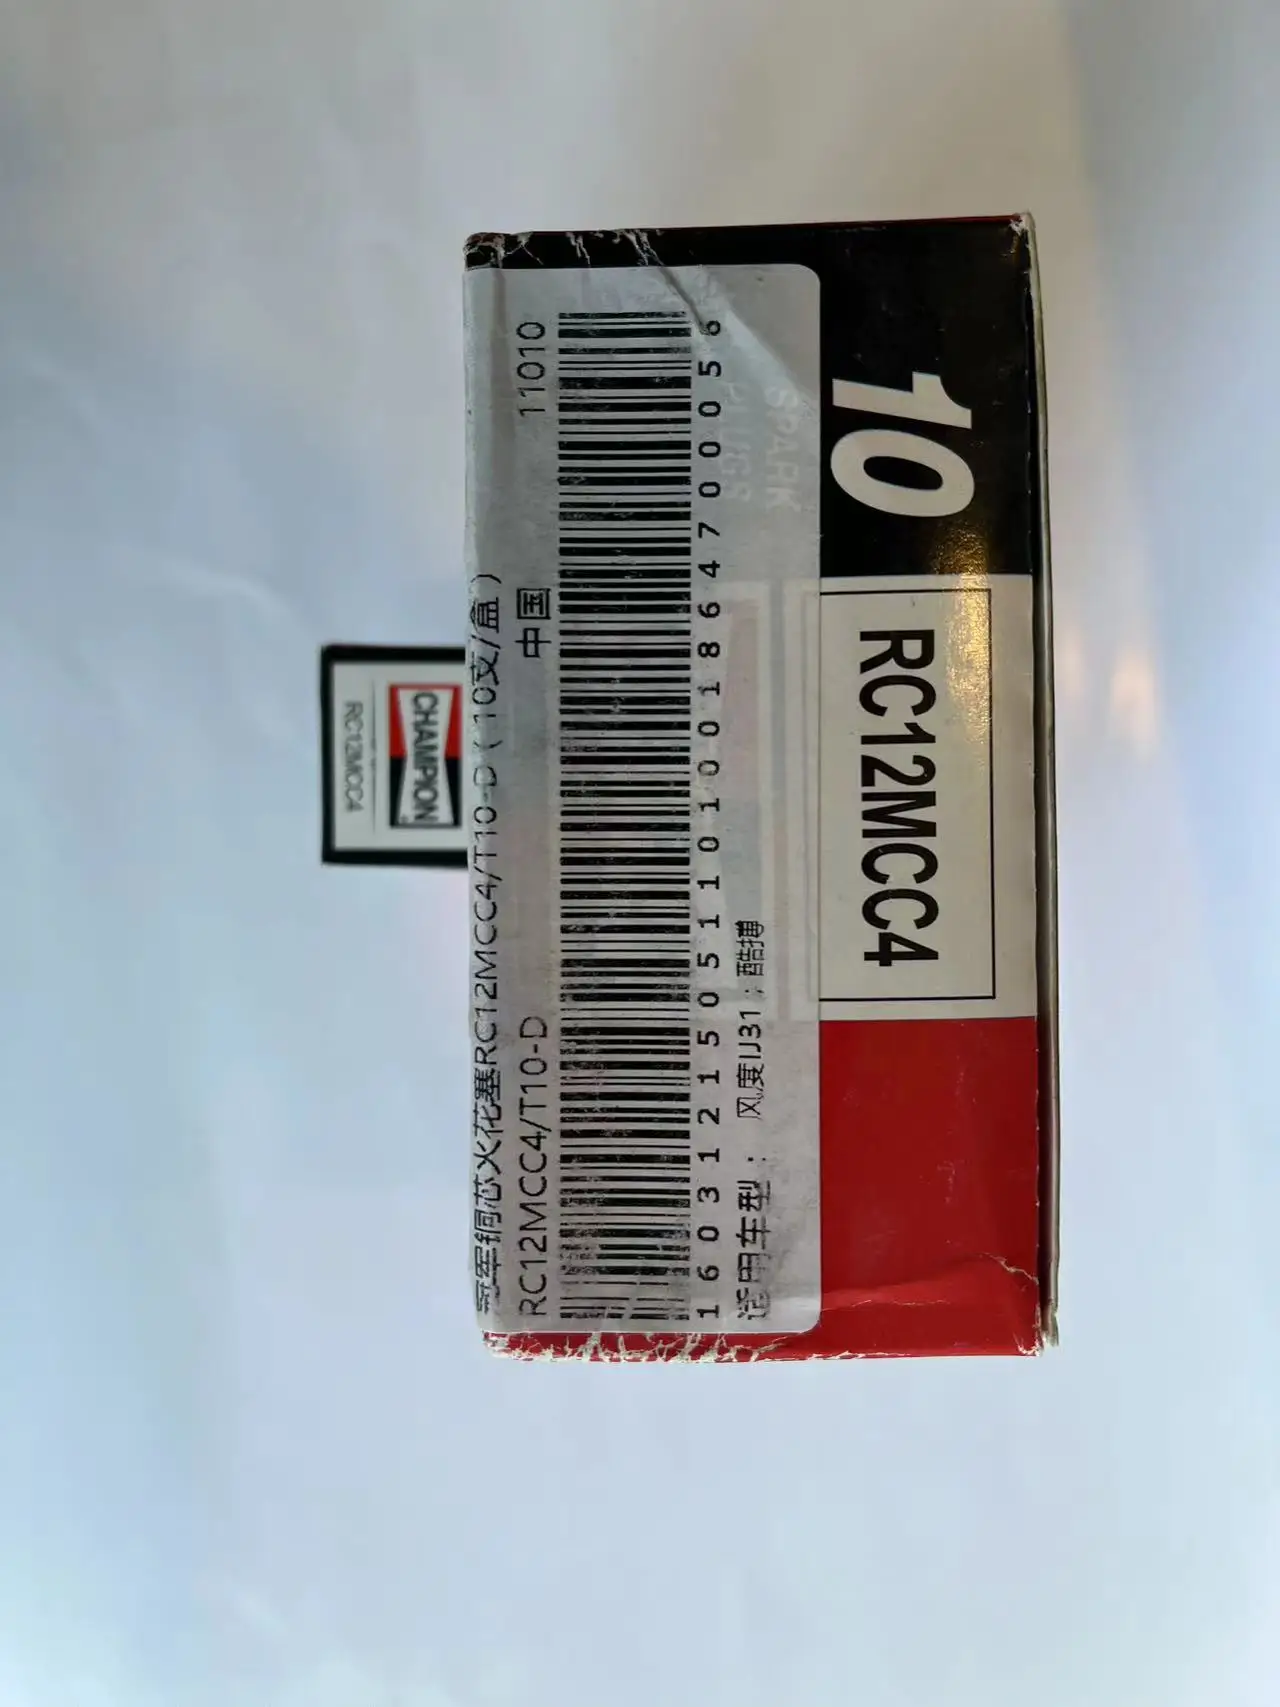 冠军铜芯火花塞RC12MCC4/T10-D（10支/盒）
RC12MCC4/T10-D 中国 11010
16031215051101001864700056
适用车型： 风度IJ31；酷搏
SPARK
PLUGS
10
RC12MCC4
CHAMPION
RC12MCC4